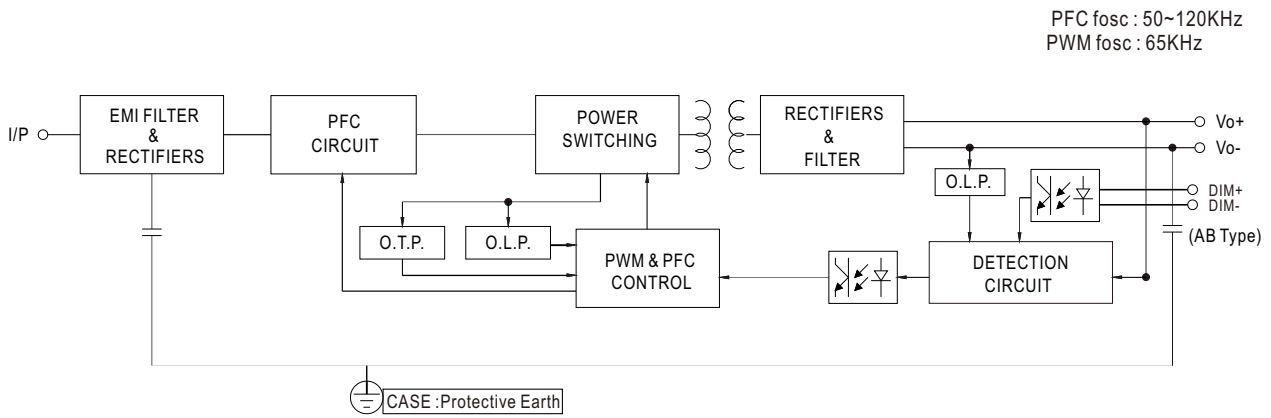 PFC fosc : 50~120KHz
PWM fosc : 65KHz
I/P
EMI FILTER
&
RECTIFIERS
PFC
CIRCUIT
POWER
SWITCHING
RECTIFIERS
&
FILTER
Vo+
Vo-
O.L.P.
DIM+
DIM-
(AB Type)
O.T.P.
O.L.P.
PWM & PFC
CONTROL
DETECTION
CIRCUIT
CASE :Protective Earth